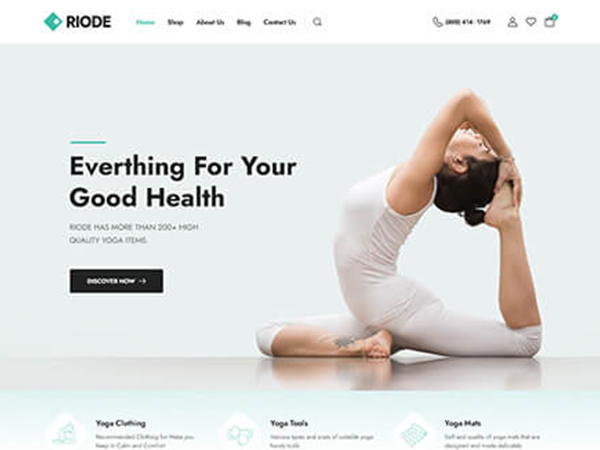 RIODE
Home Shop About Us Blog Contact Us
(800) 414 - 1769
Everthing For Your
Good Health
RIODE HAS MORE THAN 200+ HIGH
QUALITY YOGA ITEMS.
DISCOVER NOW
Yoga Clothing
Recommended Clothing for Make you
Keep in Calm and Comfort
Yoga Tools
Various types and sizes of suitable yoga
handy tools
Yoga Mats
Soft and quality of yoga mats that are
designed and made delicately